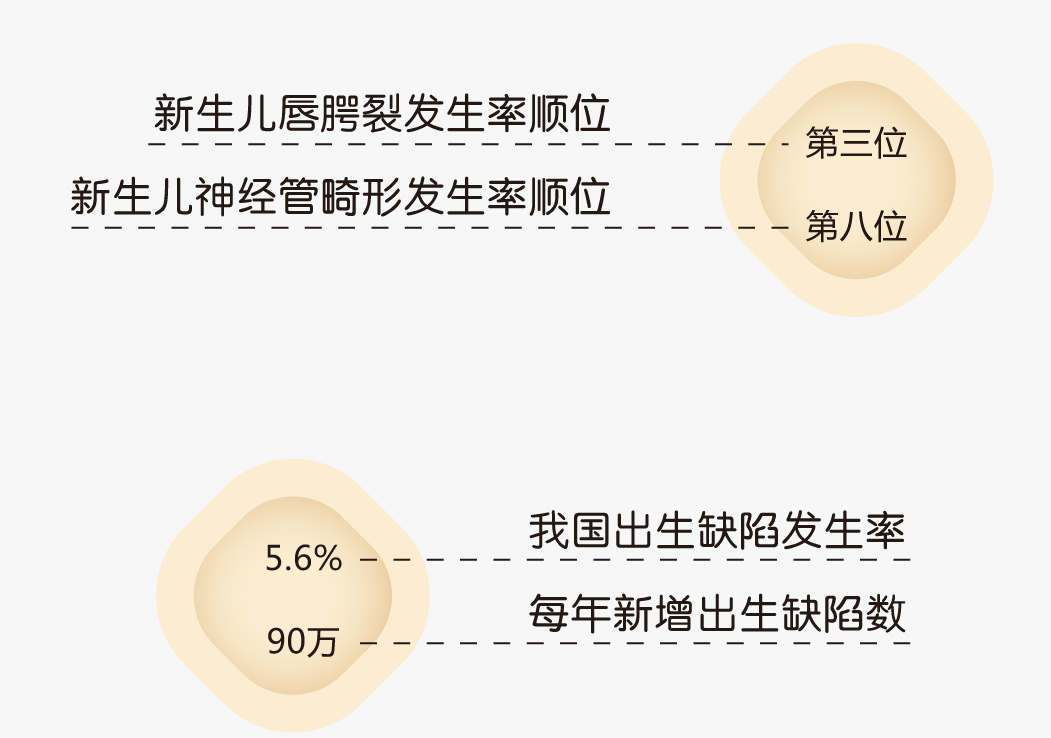 新生儿唇腭裂发生率顺位
第三位
新生儿神经管畸形发生率顺位
第八位
5.6%
我国出生缺陷发生率
90万
每年新增出生缺陷数